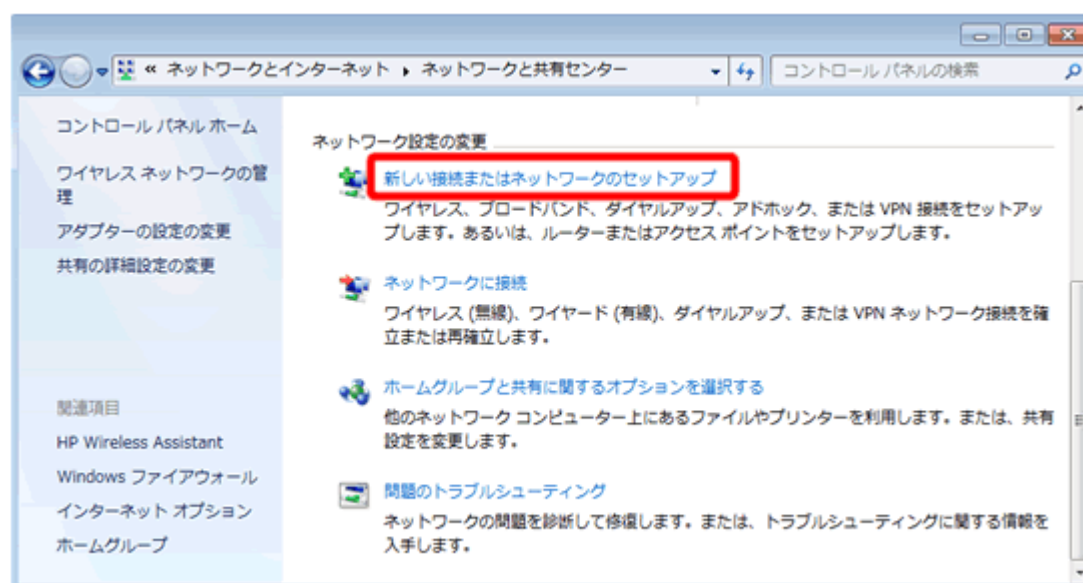 « ネットワークとインターネット ▸ ネットワークと共有センター
コントロール パネルの検索
コントロール パネル ホーム
ワイヤレス ネットワークの管
理
アダプターの設定の変更
共有の詳細設定の変更
関連項目
HP Wireless Assistant
Windows ファイアウォール
インターネット オプション
ホームグループ
ネットワーク設定の変更
新しい接続またはネットワークのセットアップ
ワイヤレス、ブロードバンド、ダイヤルアップ、アドホック、または VPN 接続をセットアッ
プします。あるいは、ルーターまたはアクセス ポイントをセットアップします。
ネットワークに接続
ワイヤレス (無線)、ワイヤード (有線)、ダイヤルアップ、または VPN ネットワーク接続を確
立または再確立します。
ホームグループと共有に関するオプションを選択する
他のネットワーク コンピューター上にあるファイルやプリンターを利用します。または、共有
設定を変更します。
問題のトラブルシューティング
ネットワークの問題を診断して修復します。または、トラブルシューティングに関する情報を
入手します。